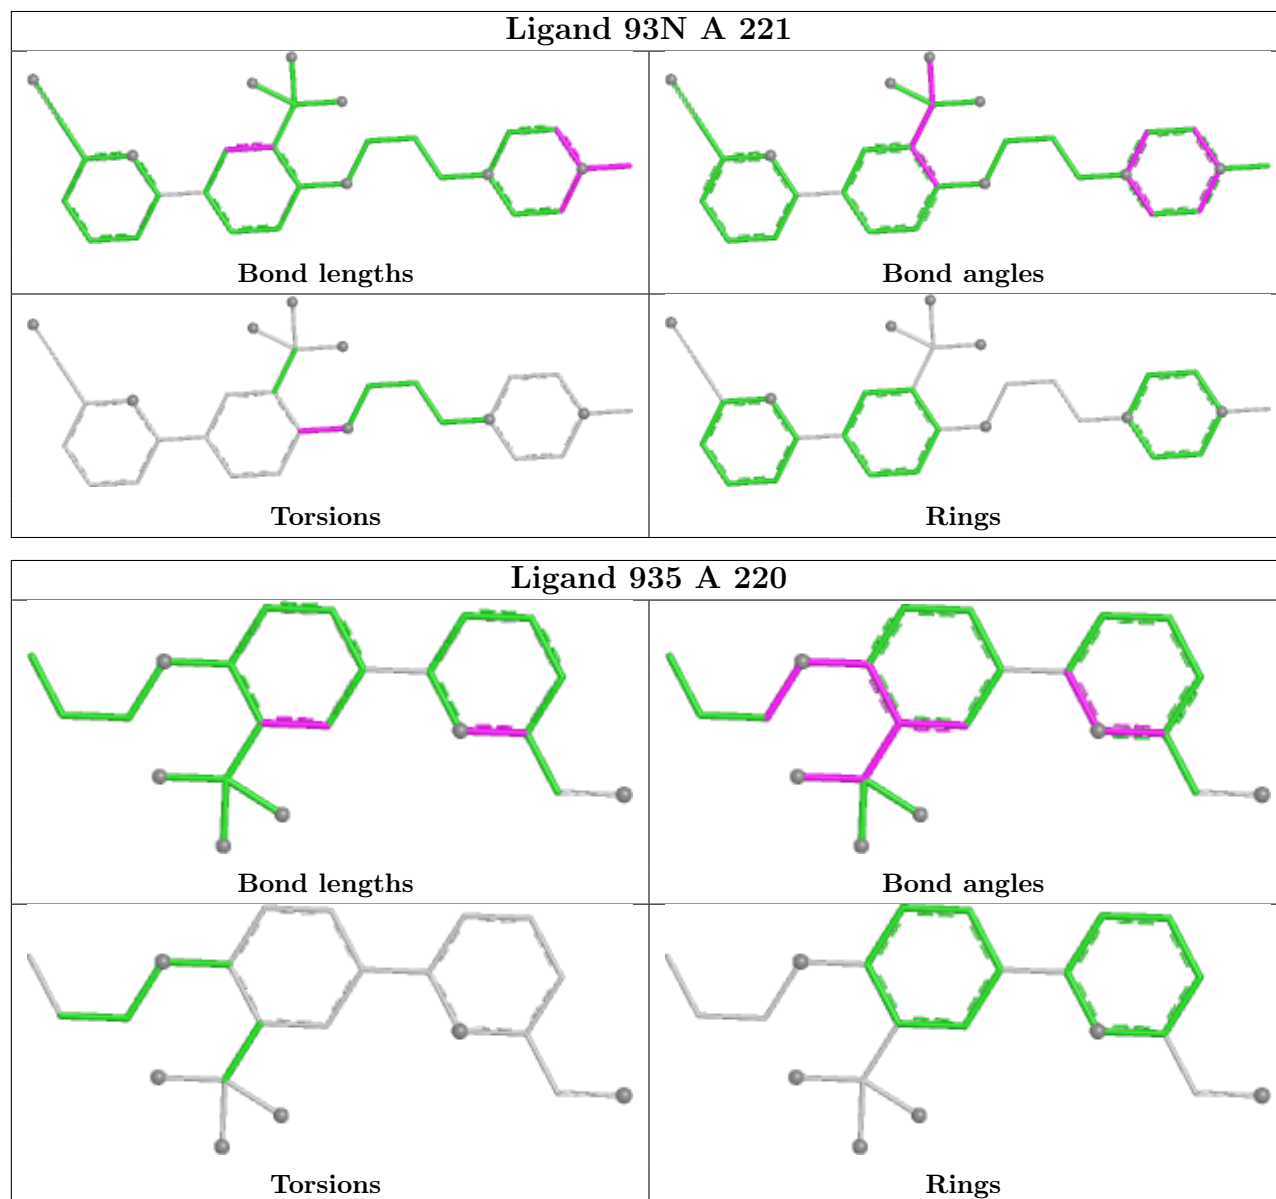 Ligand 93N A 221
Bond lengths
Bond angles
Torsions
Rings
Ligand 935 A 220
Bond lengths
Bond angles
Torsions
Rings